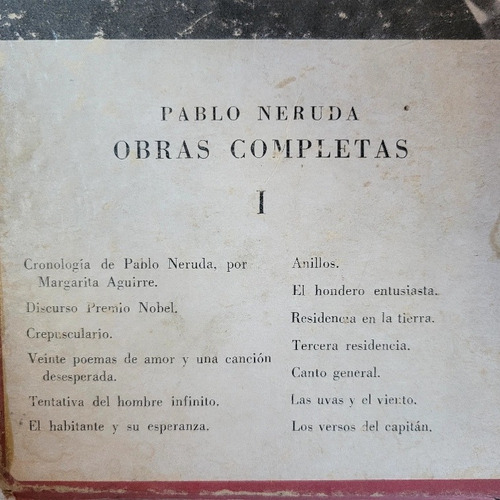 PABLO NERUDA
OBRAS COMPLETAS
I
Cronología de Pablo Neruda, por
Margarita Aguirre.
Discurso Premio Nobel.
Crepusculario.
Veinte poemas de amor y una canción
desesperada.
Tentativa del hombre infinito.
El habitante y su esperanza.
Anillos.
El hondero entusiasta.
Residencia en la tierra.
Tercera residencia.
Canto general.
Las uvas y el viento.
Los versos del capitán.